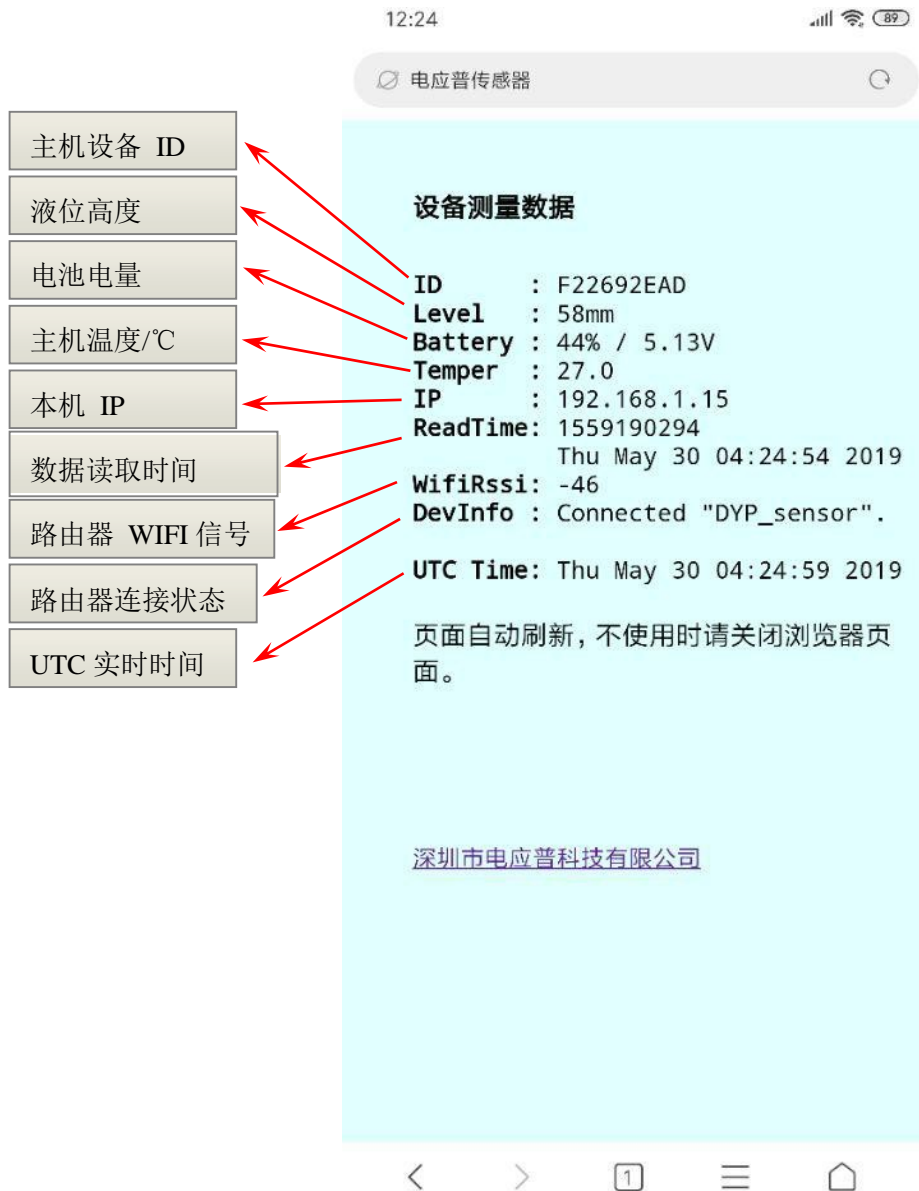 12:24
89
电应普传感器
主机设备 ID
液位高度
电池电量
主机温度/℃
本机 IP
数据读取时间
路由器 WIFI 信号
路由器连接状态
UTC 实时时间
设备测量数据
ID : F22692EAD
Level : 58mm
Battery : 44% / 5.13V
Temper : 27.0
IP : 192.168.1.15
ReadTime: 1559190294
Thu May 30 04:24:54 2019
WifiRssi: -46
DevInfo : Connected "DYP_sensor".
UTC Time: Thu May 30 04:24:59 2019
页面自动刷新，不使用时请关闭浏览器页
面。
深圳市电应普科技有限公司
1